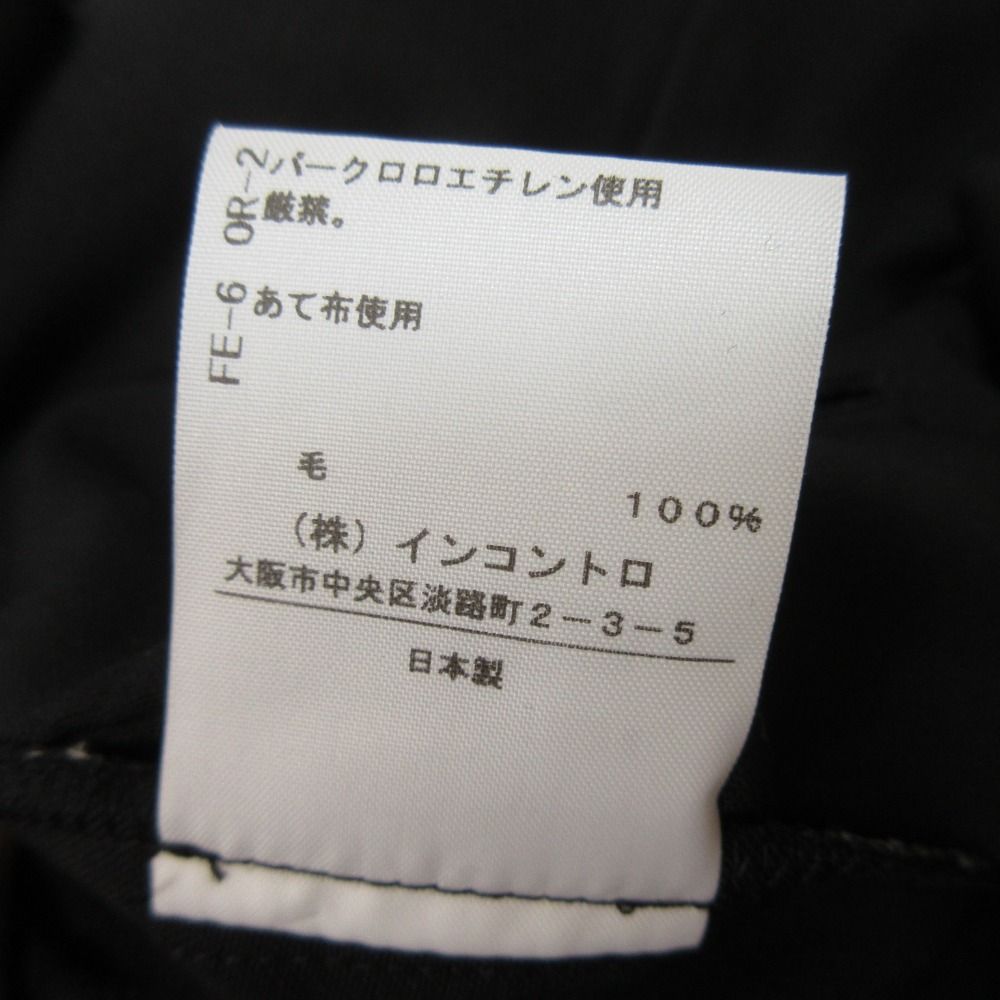 パークロロエチレン使用
厳禁。
あて布使用
FE-6 OR-2
毛 100%
(株)インコントロ
大阪市中央区淡路町2-3-5
日本製